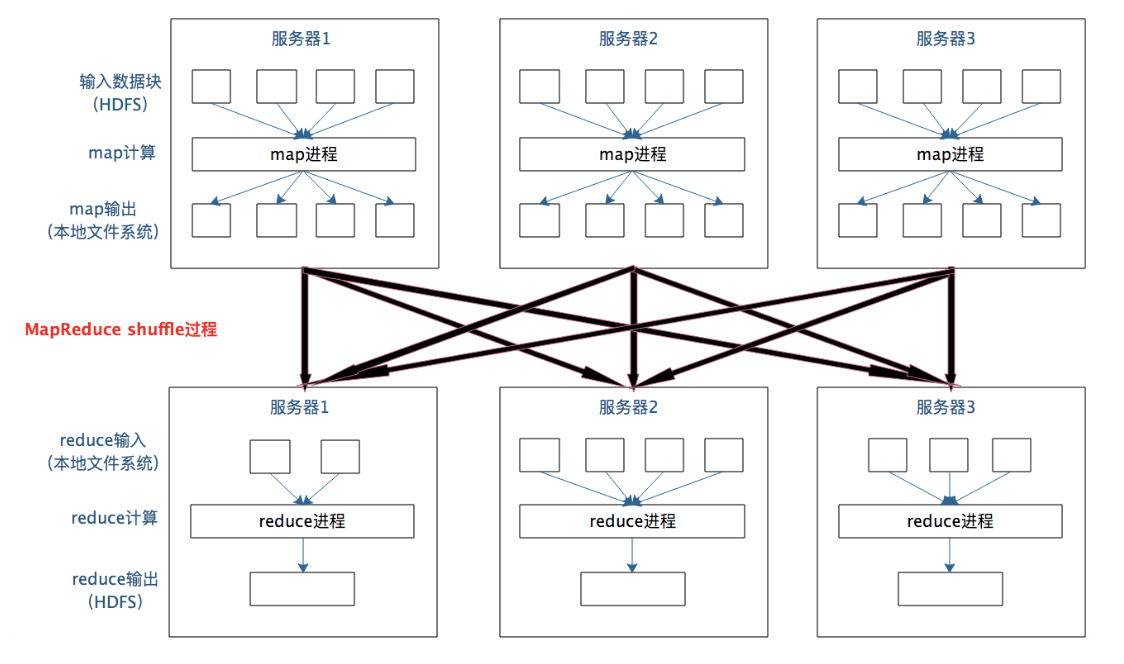 服务器1
服务器2
服务器3
输入数据块
(HDFS)
map计算
map进程
map进程
map进程
map输出
(本地文件系统)
MapReduce shuffle过程
服务器1
服务器2
服务器3
reduce输入
(本地文件系统)
reduce计算
reduce进程
reduce进程
reduce进程
reduce输出
(HDFS)